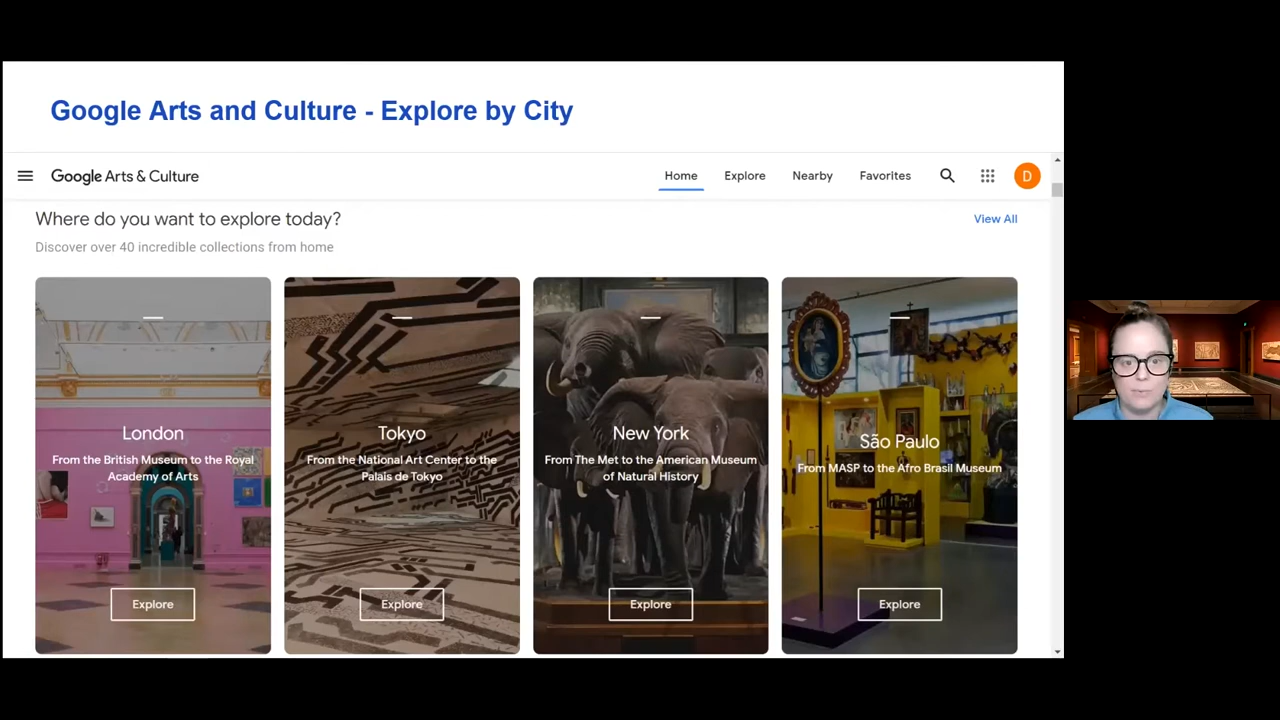 Google Arts and Culture - Explore by City
Google Arts & Culture
Home
Explore
Nearby
Favorites
D
Where do you want to explore today?
View All
Discover over 40 incredible collections from home
London
From the British Museum to the Royal
Academy of Arts
Explore
Tokyo
From the National Art Center to the
Palais de Tokyo
Explore
New York
From The Met to the American Museum
of Natural History
Explore
São Paulo
From MASP to the Afro Brasil Museum
Explore